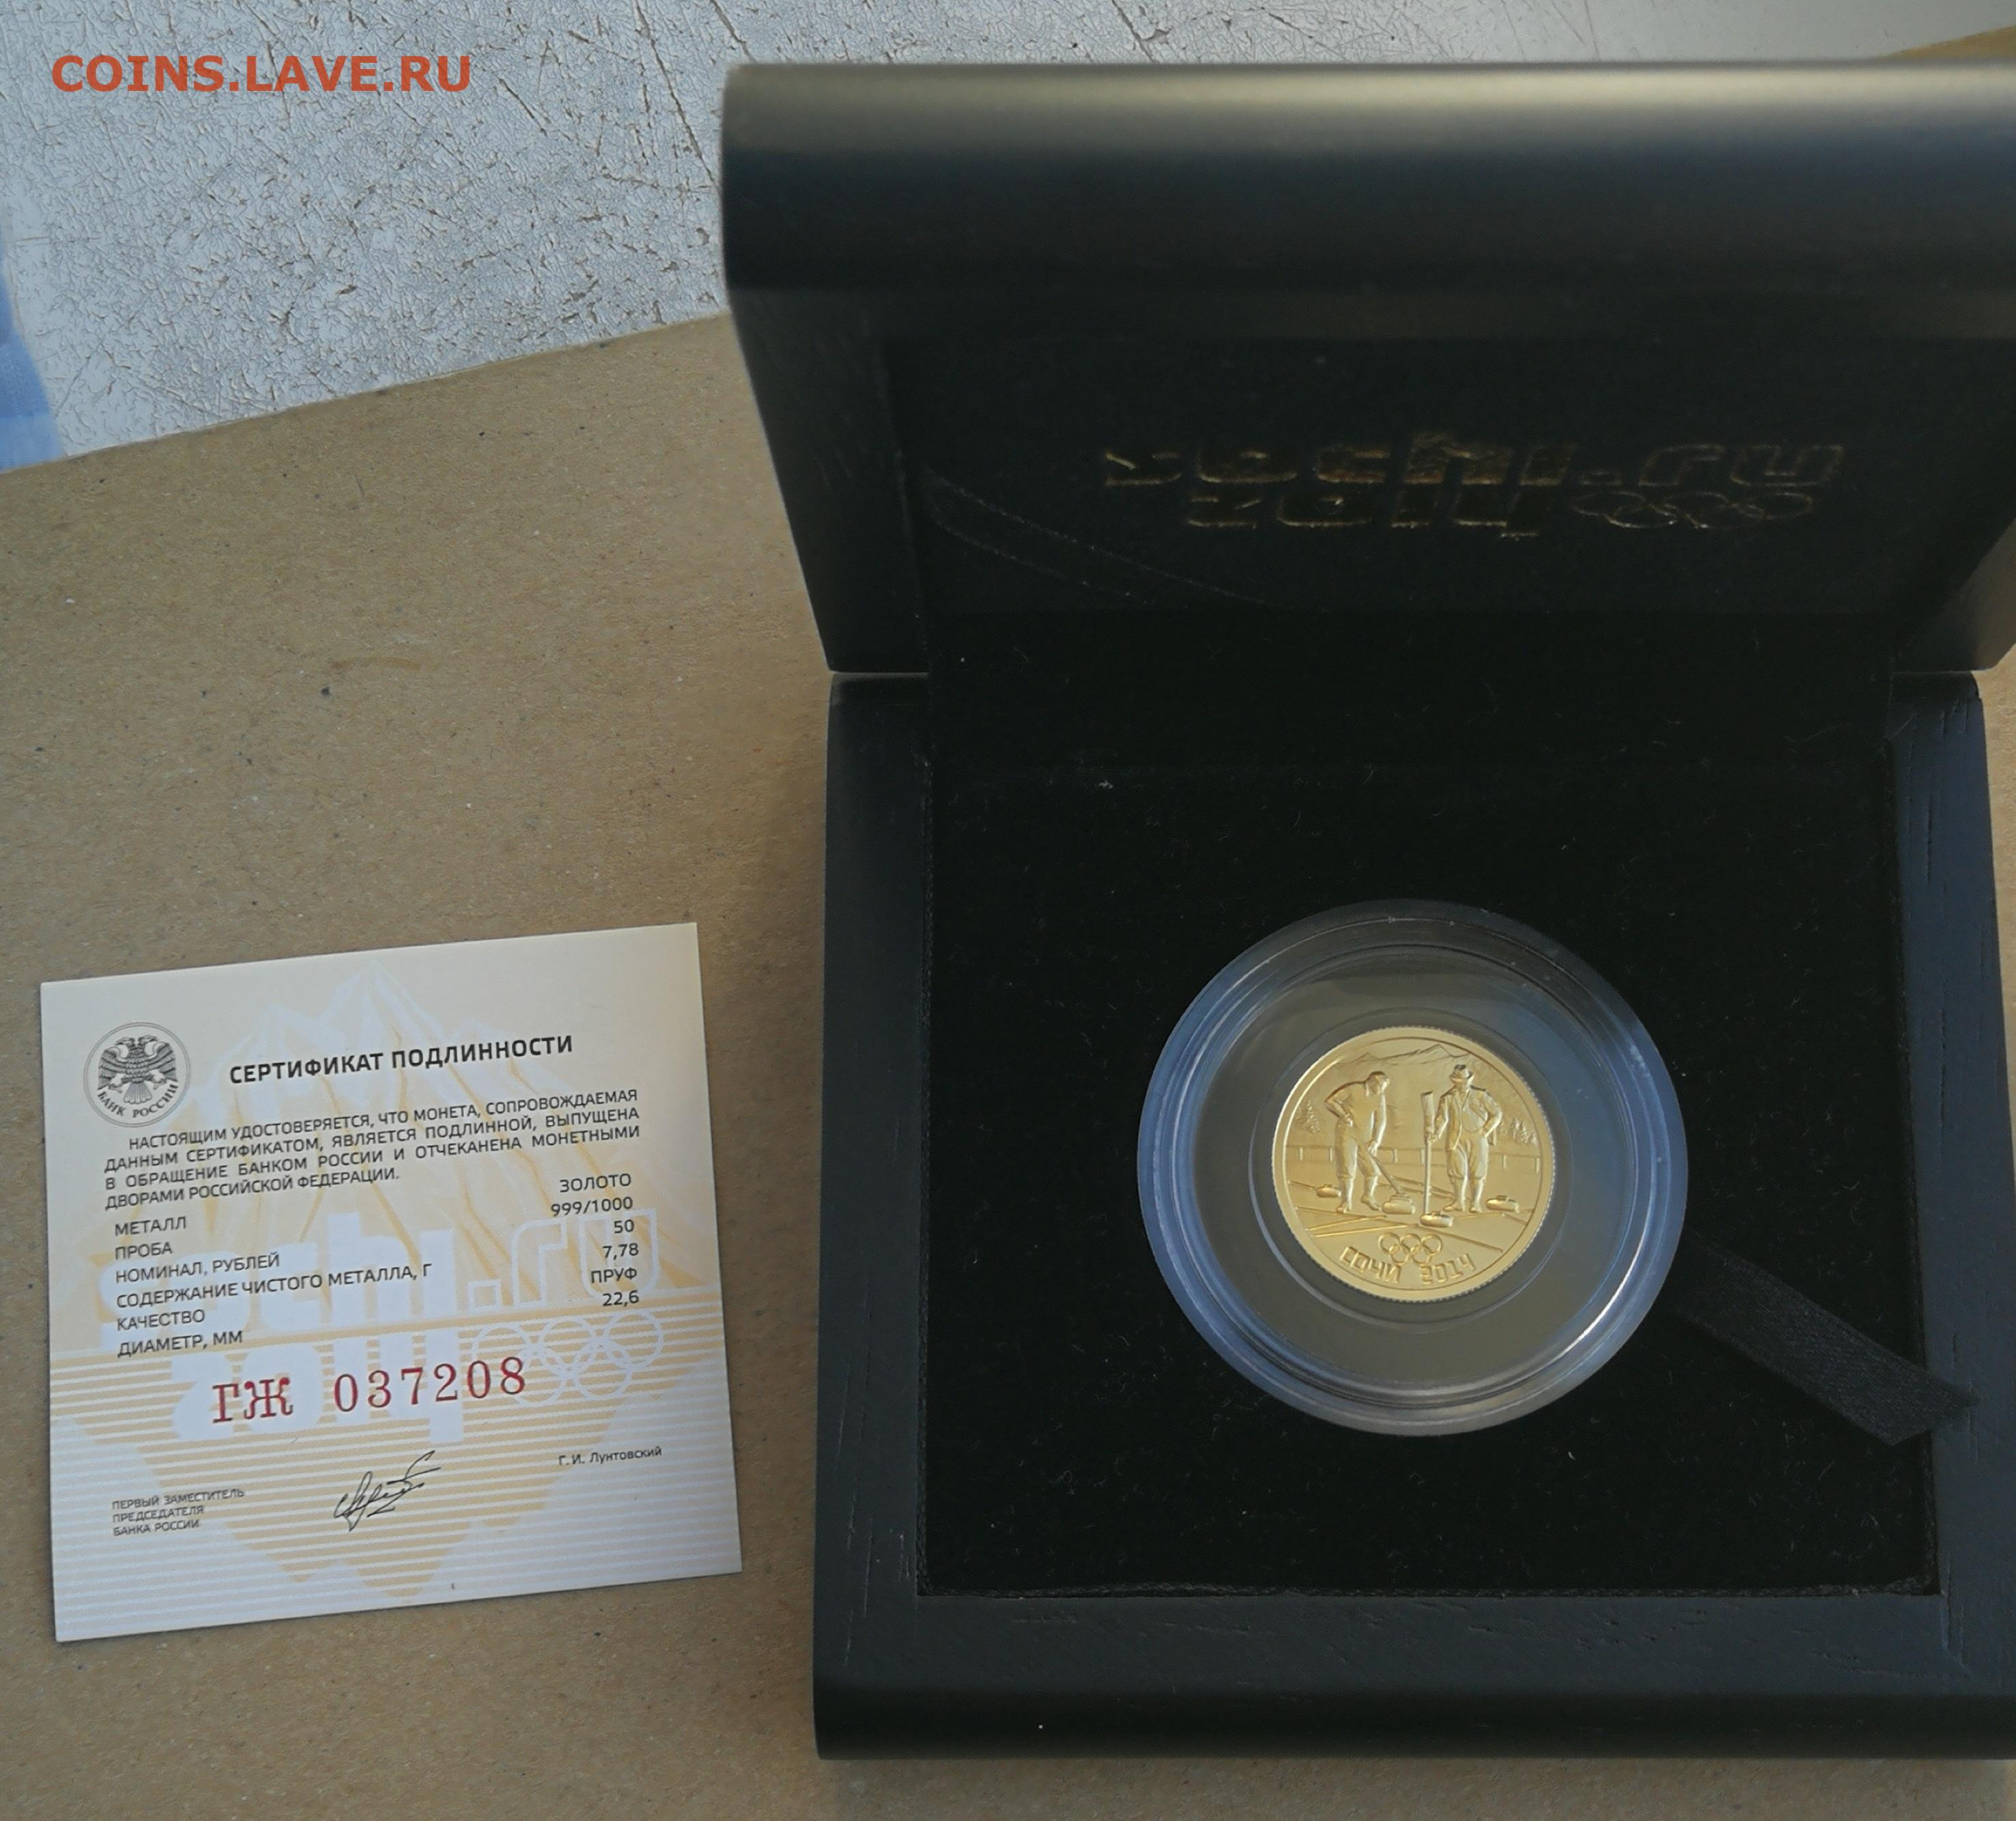 COINS.LAVE.RU
sochi.ru
2014
БАНК РОССИИ
СЕРТИФИКАТ ПОДЛИННОСТИ
НАСТОЯЩИМ УДОСТОВЕРЯЕТСЯ, ЧТО МОНЕТА, СОПРОВОЖДАЕМАЯ
ДАННЫМ СЕРТИФИКАТОМ, ЯВЛЯЕТСЯ ПОДЛИННОЙ, ВЫПУЩЕНА
В ОБРАЩЕНИЕ БАНКОМ РОССИИ И ОТЧЕКАНЕНА МОНЕТНЫМИ
ДВОРАМИ РОССИЙСКОЙ ФЕДЕРАЦИИ.
МЕТАЛЛ ЗОЛОТО
ПРОБА 999/1000
НОМИНАЛ, РУБЛЕЙ 50
СОДЕРЖАНИЕ ЧИСТОГО МЕТАЛЛА, Г 7,78
КАЧЕСТВО ПРУФ
ДИАМЕТР, ММ 22,6
sochi.ru
2014
ГЖ 037208
Г. И. Лунтовский
ПЕРВЫЙ ЗАМЕСТИТЕЛЬ
ПРЕДСЕДАТЕЛЯ
БАНКА РОССИИ
СОЧИ 2014